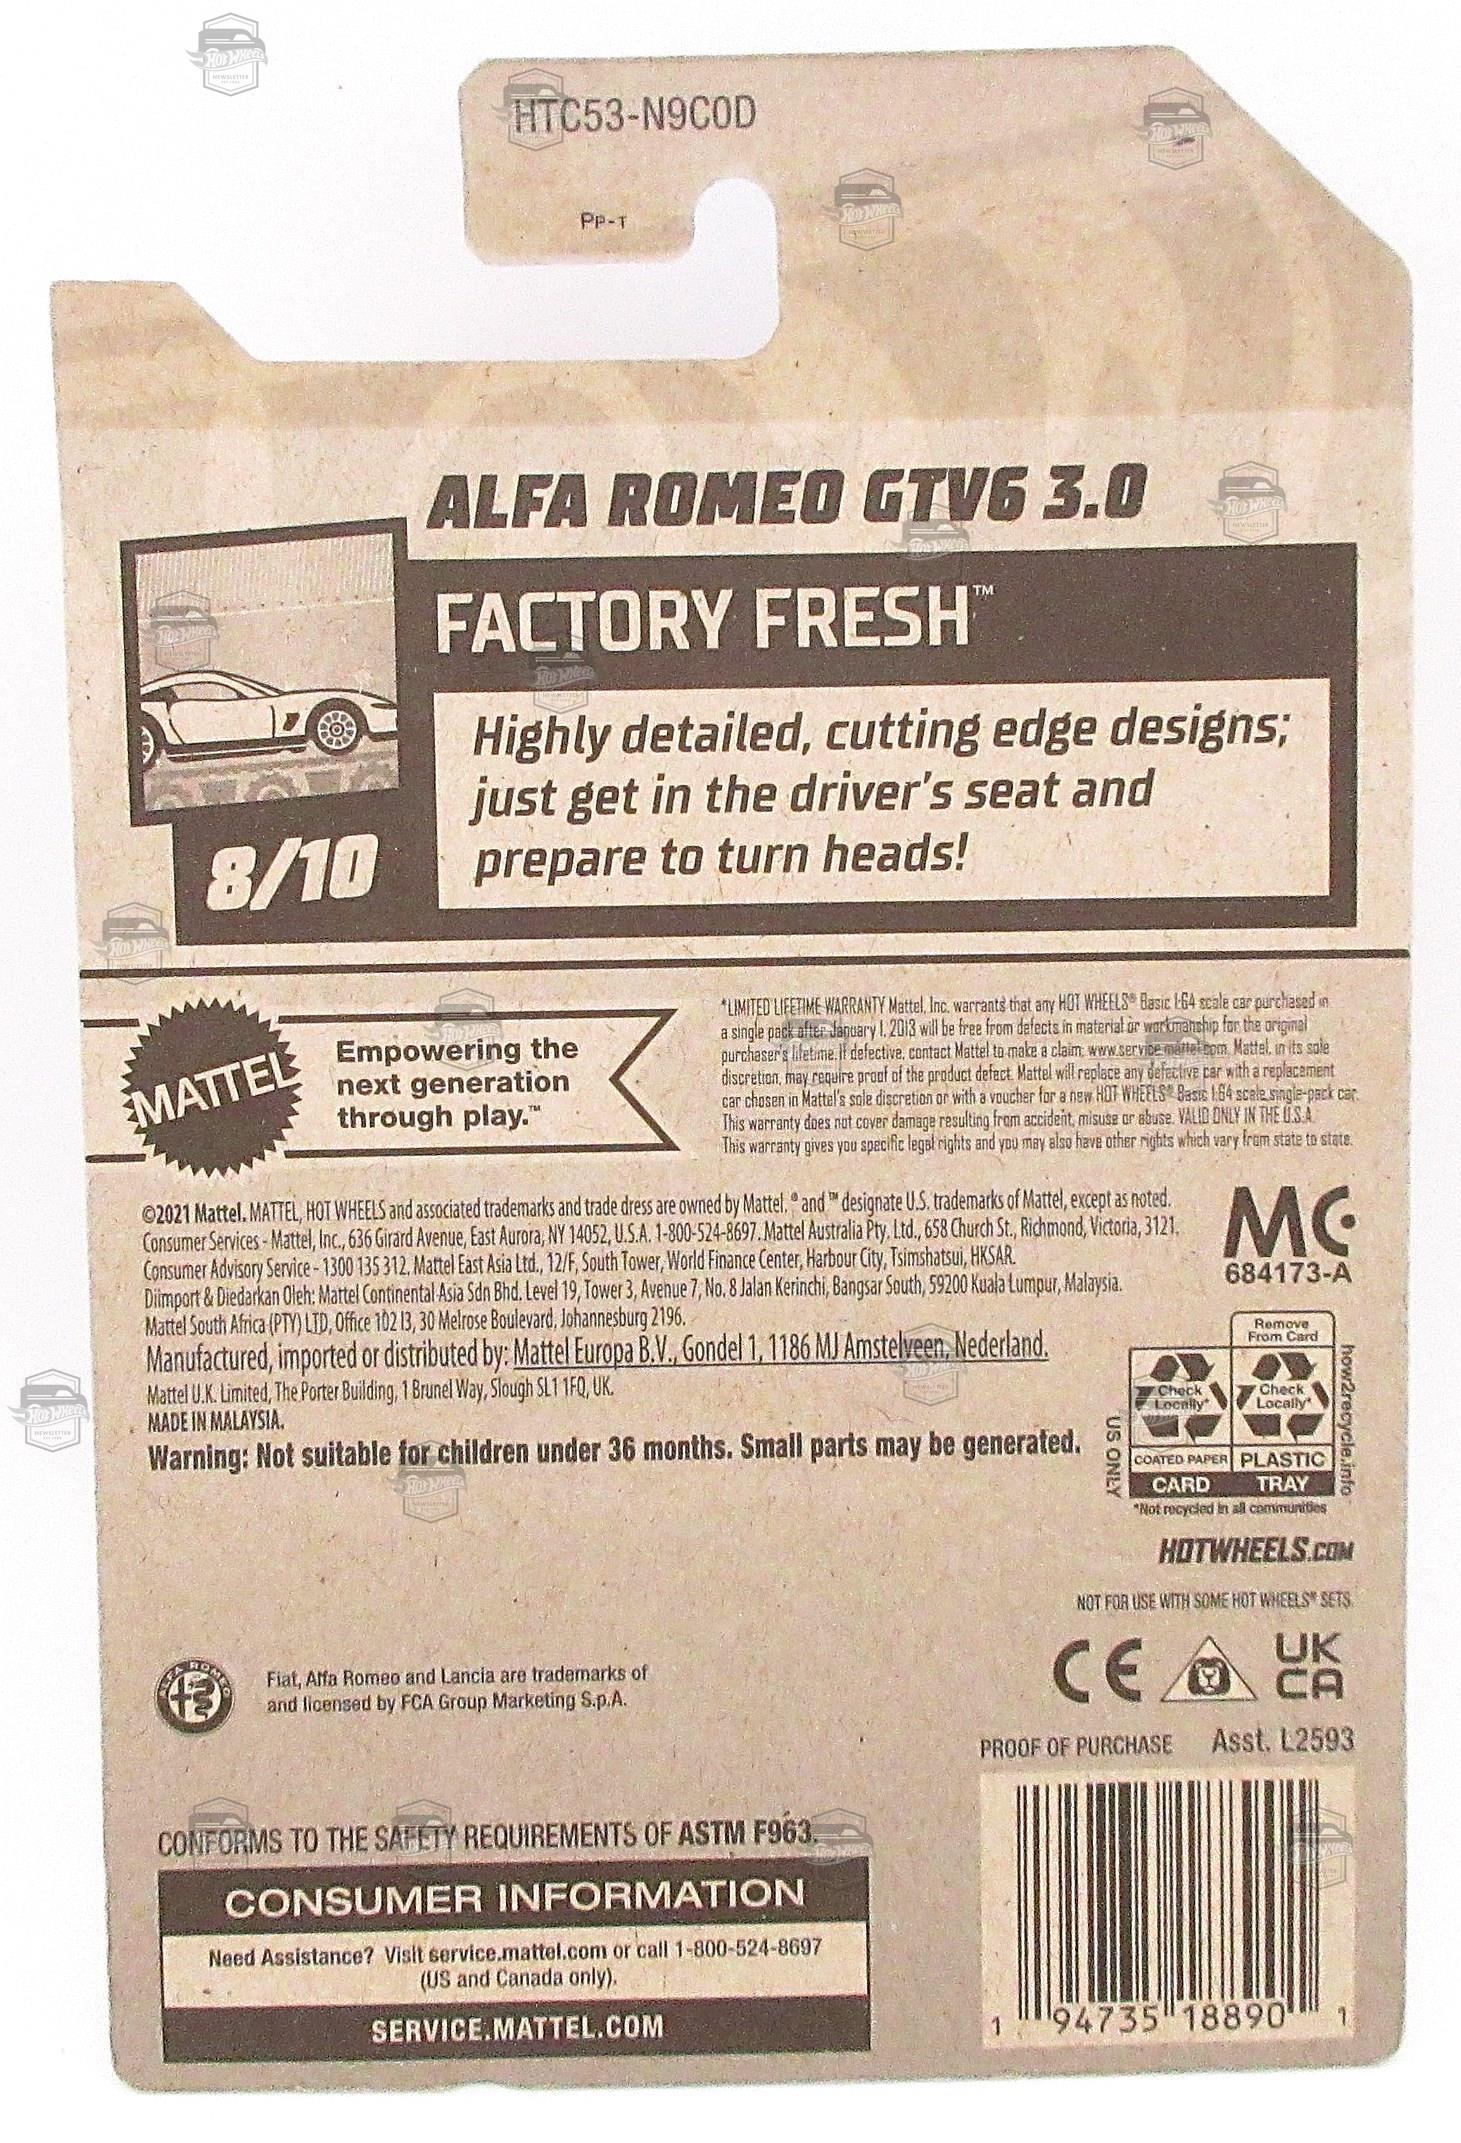 HTC53-N9C0D
Pp-T
ALFA ROMEO GTV6 3.0
FACTORY FRESH™
Highly detailed, cutting edge designs;
just get in the driver's seat and
prepare to turn heads!
8/10
MATTEL
Empowering the
next generation
through play.™
*LIMITED LIFETIME WARRANTY Mattel, Inc. warrants that any HOT WHEELS® Basic 1:64 scale car purchased in
a single pack after January 1, 2013 will be free from defects in material or workmanship for the original
purchaser's lifetime. If defective, contact Mattel to make a claim: www.service.mattel.com. Mattel, in its sole
discretion, may require proof of the product defect. Mattel will replace any defective car with a replacement
car chosen in Mattel's sole discretion or with a voucher for a new HOT WHEELS® Basic 1:64 scale single-pack car.
This warranty does not cover damage resulting from accident, misuse or abuse. VALID ONLY IN THE U.S.A.
This warranty gives you specific legal rights and you may also have other rights which vary from state to state.
©2021 Mattel. MATTEL, HOT WHEELS and associated trademarks and trade dress are owned by Mattel. ® and ™ designate U.S. trademarks of Mattel, except as noted.
Consumer Services - Mattel, Inc., 636 Girard Avenue, East Aurora, NY 14052, U.S.A. 1-800-524-8697. Mattel Australia Pty. Ltd., 658 Church St., Richmond, Victoria, 3121.
Consumer Advisory Service - 1300 135 312. Mattel East Asia Ltd., 12/F, South Tower, World Finance Center, Harbour City, Tsimshatsui, HKSAR.
Diimport & Diedarkan Oleh: Mattel Continental Asia Sdn Bhd. Level 19, Tower 3, Avenue 7, No. 8 Jalan Kerinchi, Bangsar South, 59200 Kuala Lumpur, Malaysia.
Mattel South Africa (PTY) LTD, Office 102 I3, 30 Melrose Boulevard, Johannesburg 2196.
Manufactured, imported or distributed by: Mattel Europa B.V., Gondel 1, 1186 MJ Amstelveen, Nederland.
Mattel U.K. Limited, The Porter Building, 1 Brunel Way, Slough SL1 1FQ, UK.
MADE IN MALAYSIA.
Warning: Not suitable for children under 36 months. Small parts may be generated.
MC
684173-A
Remove
From Card
Check
Locally*
Check
Locally*
COATED PAPER
PLASTIC
CARD
TRAY
US ONLY
how2recycle.info
*Not recycled in all communities
HOTWHEELS.COM
NOT FOR USE WITH SOME HOT WHEELS® SETS.
CE
UK
CA
ALFA ROMEO
Fiat, Alfa Romeo and Lancia are trademarks of
and licensed by FCA Group Marketing S.p.A.
PROOF OF PURCHASE Asst. L2593
CONFORMS TO THE SAFETY REQUIREMENTS OF ASTM F963.
CONSUMER INFORMATION
Need Assistance? Visit service.mattel.com or call 1-800-524-8697
(US and Canada only).
SERVICE.MATTEL.COM
1 94735 18890 1
Hot Wheels
NEWSLETTER